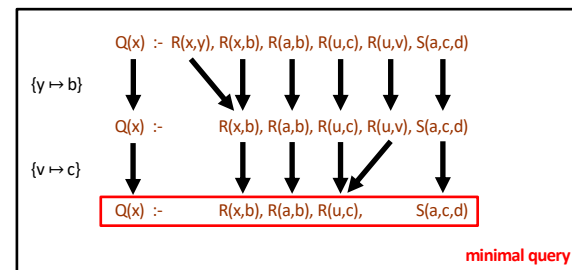 Q(x) :- R(x,y), R(x,b), R(a,b), R(u,c), R(u,v), S(a,c,d)
{y ↦ b}
Q(x) :- R(x,b), R(a,b), R(u,c), R(u,v), S(a,c,d)
{v ↦ c}
Q(x) :- R(x,b), R(a,b), R(u,c), S(a,c,d)
minimal query